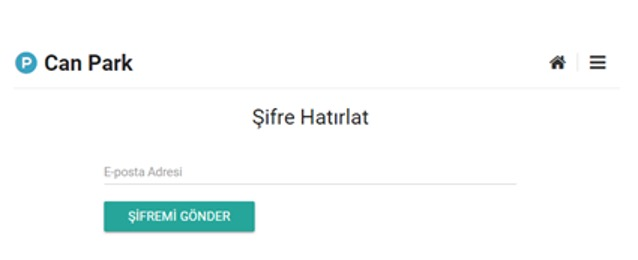 P Can Park
Şifre Hatırlat
E-posta Adresi
ŞİFREMİ GÖNDER